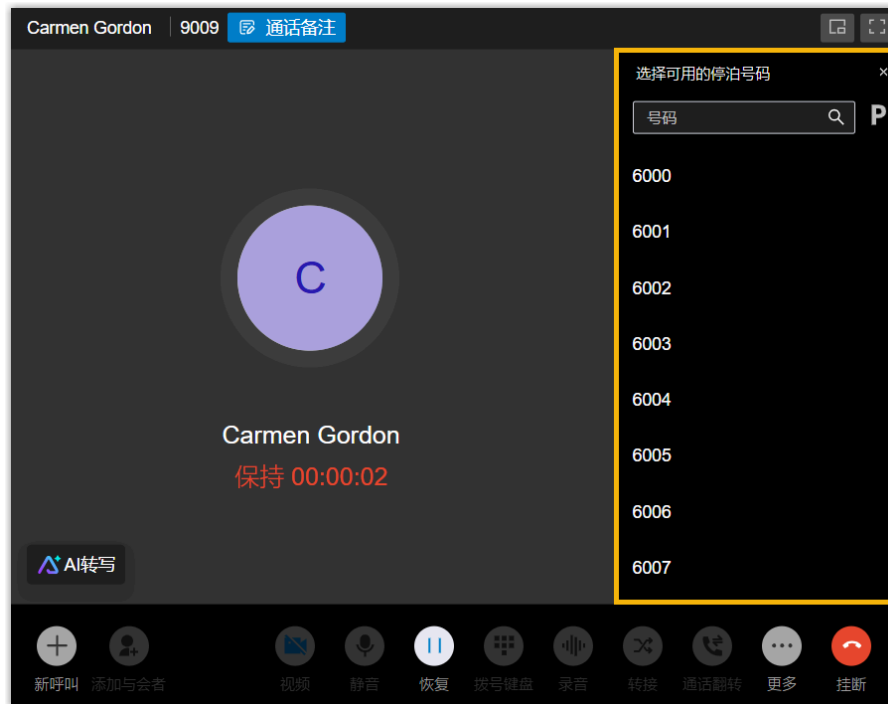 Carmen Gordon 9009 通话备注
选择可用的停泊号码 ×
号码 P
6000
6001
6002
6003
6004
6005
6006
6007
C
Carmen Gordon
保持 00:00:02
AI转写
新呼叫 添加与会者 视频 静音 恢复 拨号键盘 录音 转接 通话翻转 更多 挂断